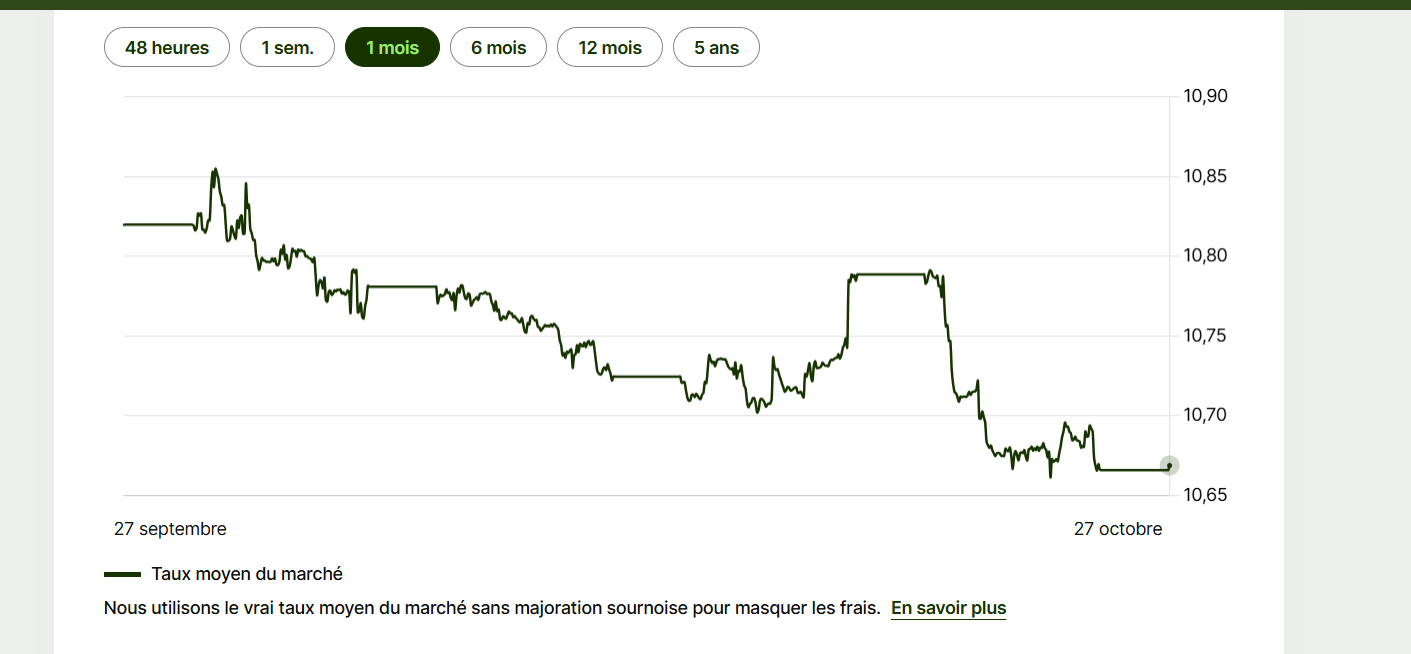 48 heures 1 sem. 1 mois 6 mois 12 mois 5 ans
10,90
10,85
10,80
10,75
10,70
10,65
27 septembre 27 octobre
Taux moyen du marché
Nous utilisons le vrai taux moyen du marché sans majoration sournoise pour masquer les frais. En savoir plus